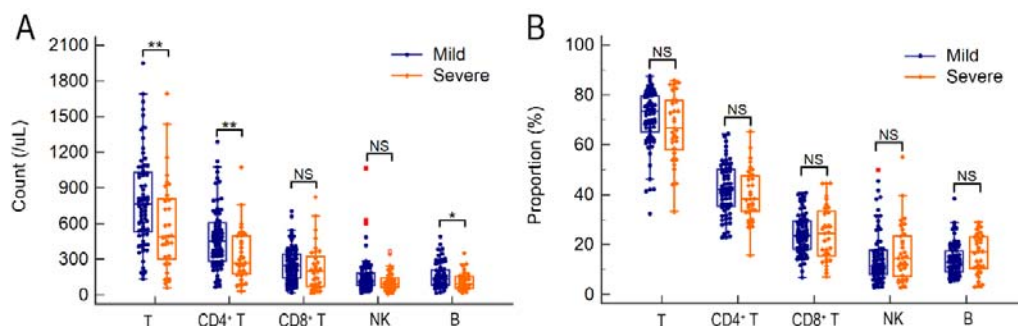 A
Count (/uL)
2100
1800
1500
1200
900
600
300
0
Mild
Severe
**
**
NS
NS
*
T
CD4⁺ T
CD8⁺ T
NK
B
B
Proportion (%)
100
80
60
40
20
0
Mild
Severe
NS
NS
NS
NS
NS
T
CD4⁺ T
CD8⁺ T
NK
B